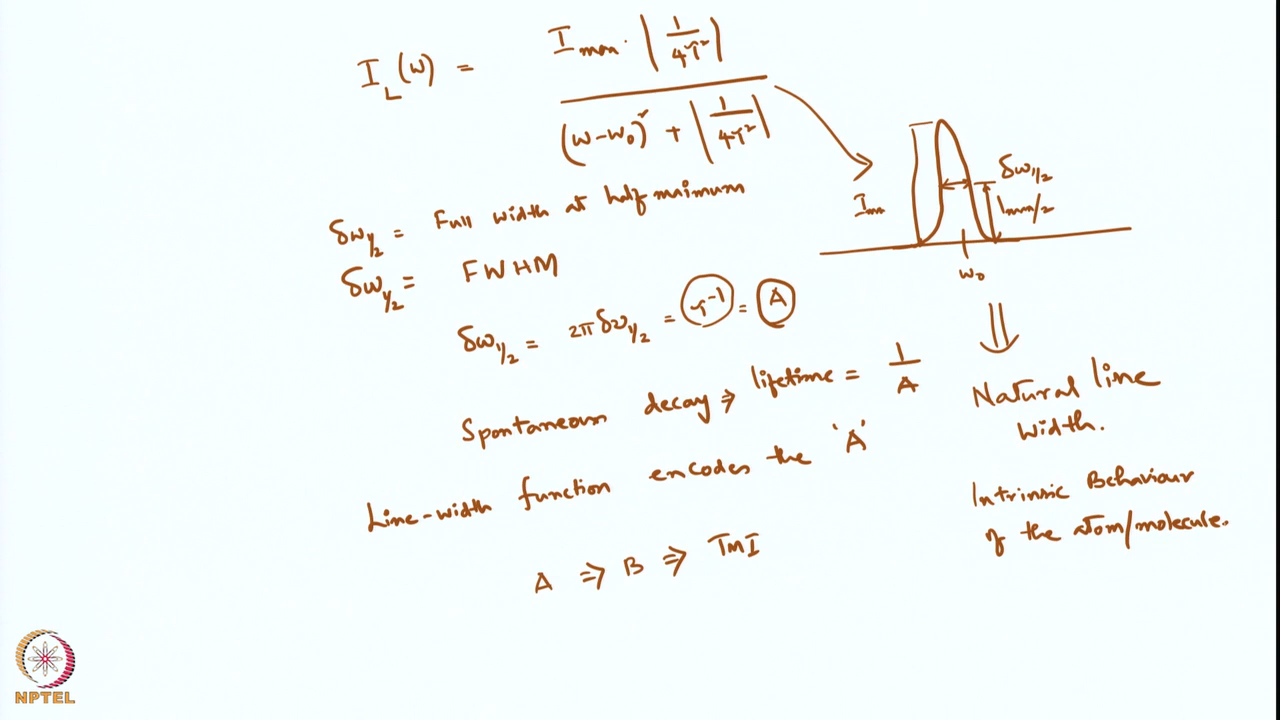 I_L(ω) = I_max · (1/4τ²) / ((ω-ω₀)² + (1/4τ²))
I_max
δω_1/2
I_max/2
ω₀
δω_1/2 = Full width at half maximum
δω_1/2 = FWHM
δω_1/2 = 2π δν_1/2 = τ⁻¹ = A
Spontaneous decay ⇒ lifetime = 1/A
Line-width function encodes the 'A'
A ⇒ B ⇒ TMI
Natural line
Width.
Intrinsic Behaviour
of the atom/molecule.
NPTEL